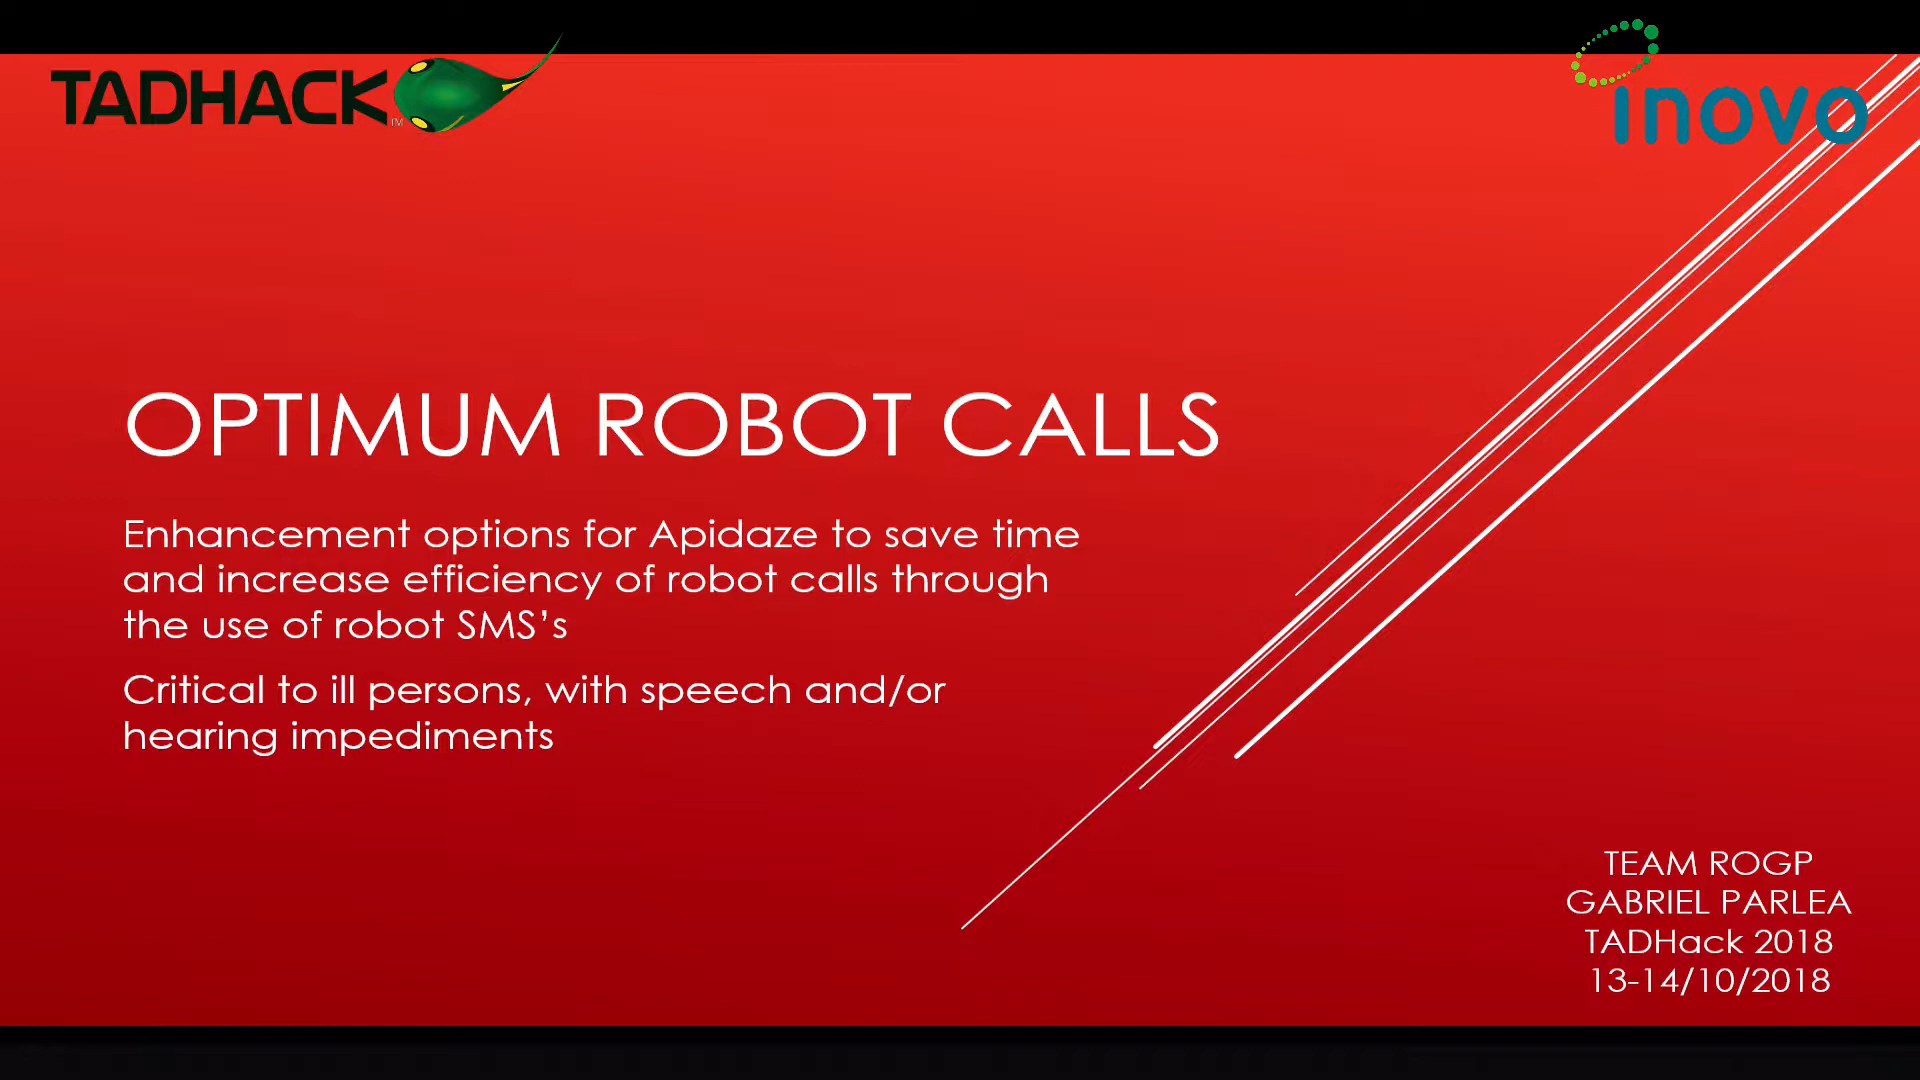 TADHACK TM
inovo
OPTIMUM ROBOT CALLS
Enhancement options for Apidaze to save time
and increase efficiency of robot calls through
the use of robot SMS’s
Critical to ill persons, with speech and/or
hearing impediments
TEAM ROGP
GABRIEL PARLEA
TADHack 2018
13-14/10/2018